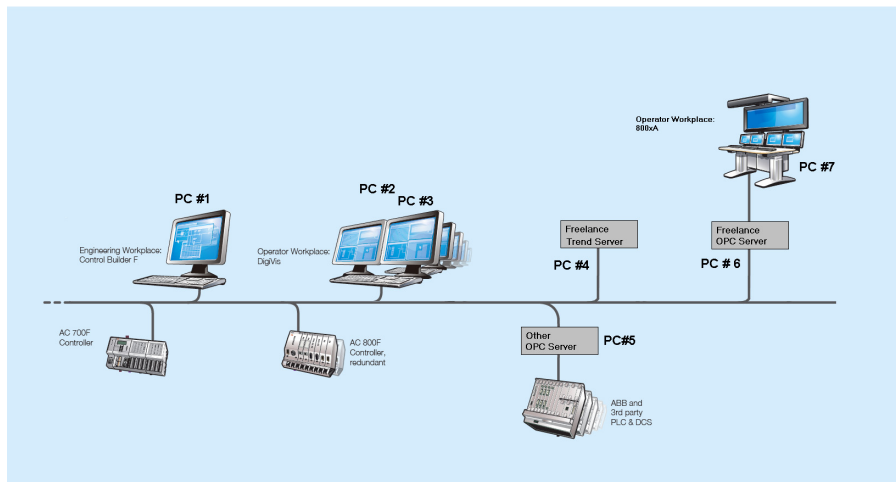 Operator Workplace:
800xA
PC #7
PC #1
PC #2
PC #3
Engineering Workplace:
Control Builder F
Operator Workplace:
DigiVis
Freelance
Trend Server
PC #4
Freelance
OPC Server
PC # 6
AC 700F
Controller
AC 800F
Controller,
redundant
Other
OPC Server
PC#5
ABB and
3rd party
PLC & DCS